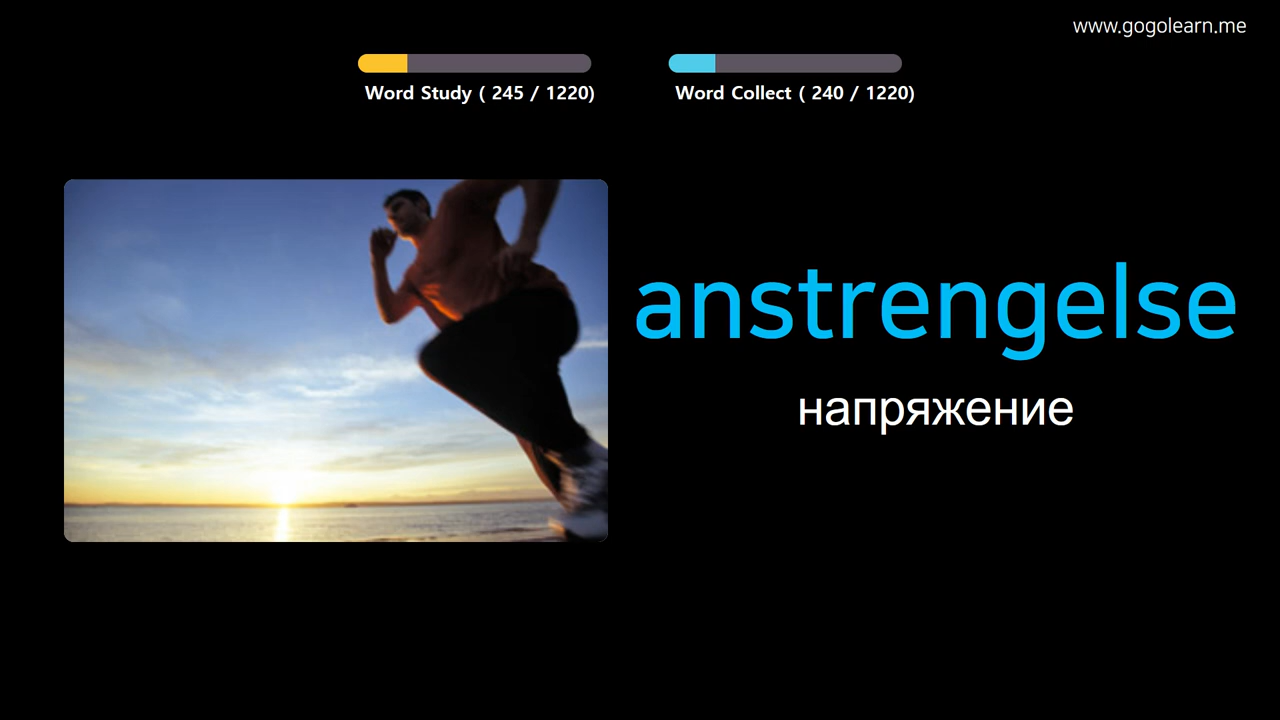 www.gogolearn.me
Word Study ( 245 / 1220)
Word Collect ( 240 / 1220)
anstrengelse
напряжение